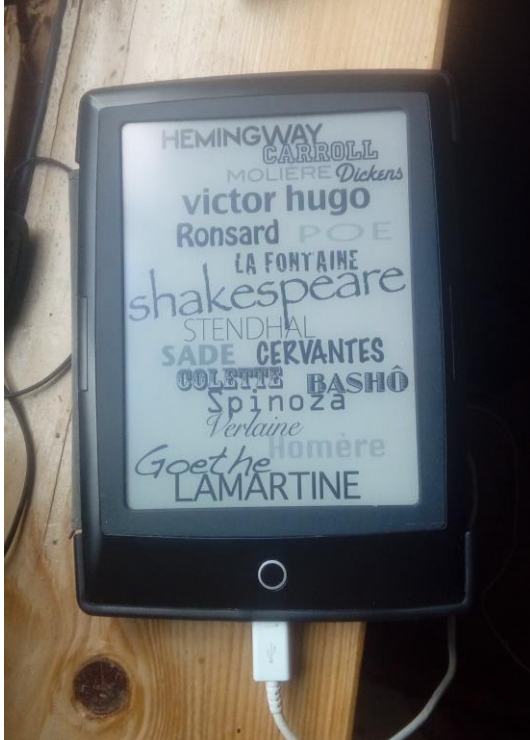 HEMINGWAY
CARROLL
MOLIERE Dickens
victor hugo
Ronsard POE
LA FONTAINE
shakespeare
STENDHAL
SADE CERVANTES
COLETTE BASHÔ
Spinoza
Verlaine
Homère
Goethe
LAMARTINE